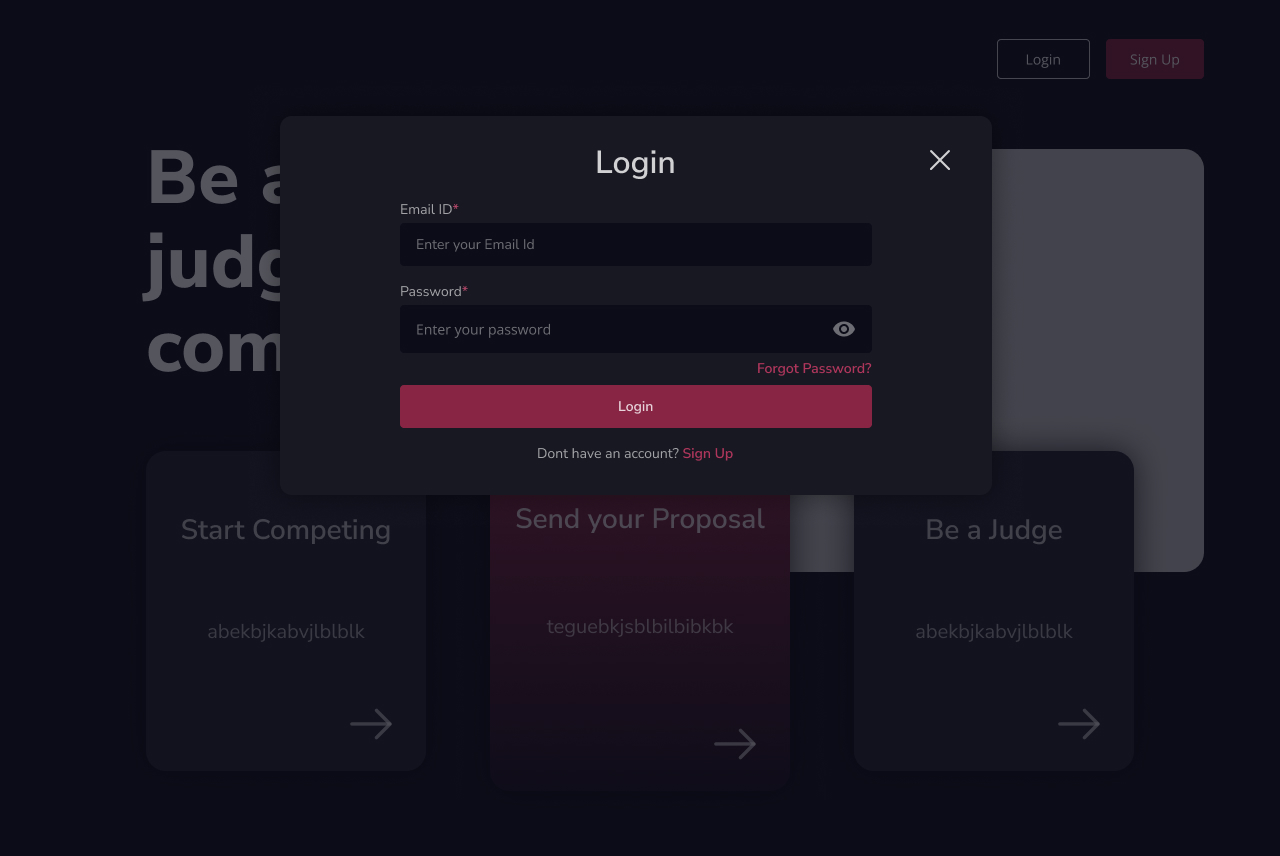 Login
Sign Up
Be a
judg
com
Login
Email ID*
Enter your Email Id
Password*
Enter your password
Forgot Password?
Login
Dont have an account? Sign Up
Start Competing
abekbjkabvjlblblk
Send your Proposal
teguebkjsblbilbibkbk
Be a Judge
abekbjkabvjlblblk